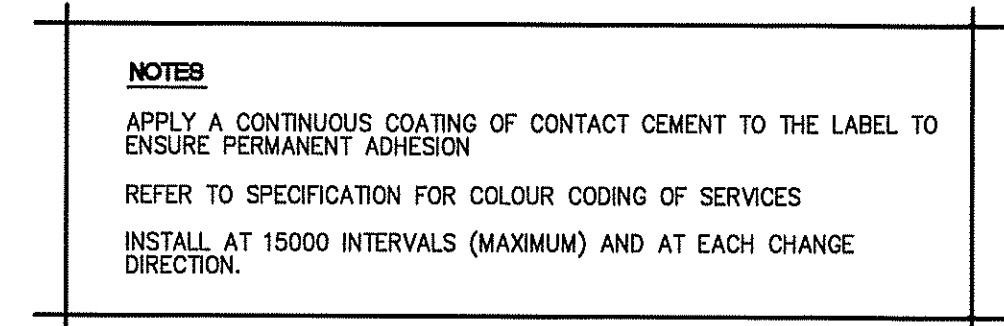 NOTES
APPLY A CONTINUOUS COATING OF CONTACT CEMENT TO THE LABEL TO
ENSURE PERMANENT ADHESION
REFER TO SPECIFICATION FOR COLOUR CODING OF SERVICES
INSTALL AT 15000 INTERVALS (MAXIMUM) AND AT EACH CHANGE
DIRECTION.